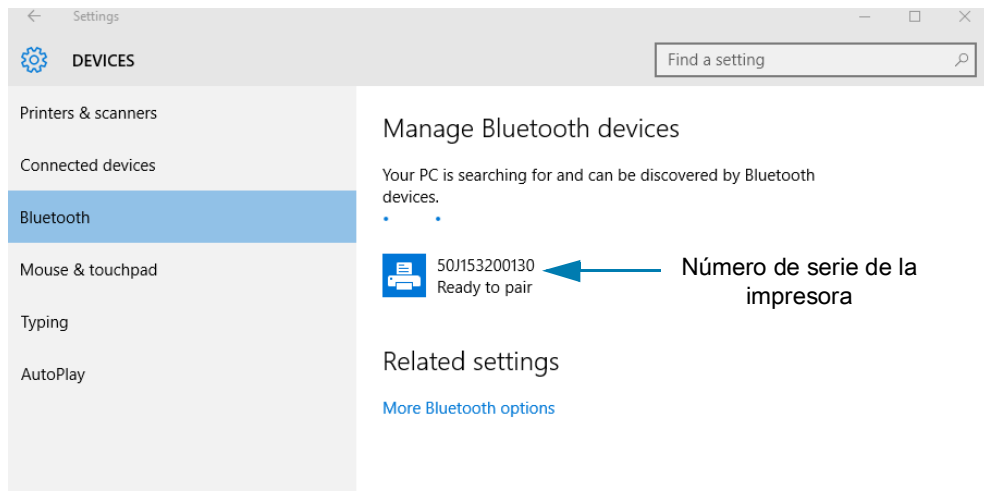 Settings
DEVICES
Find a setting
Printers & scanners
Connected devices
Bluetooth
Mouse & touchpad
Typing
AutoPlay
Manage Bluetooth devices
Your PC is searching for and can be discovered by Bluetooth
devices.
50J153200130
Ready to pair
Número de serie de la
impresora
Related settings
More Bluetooth options